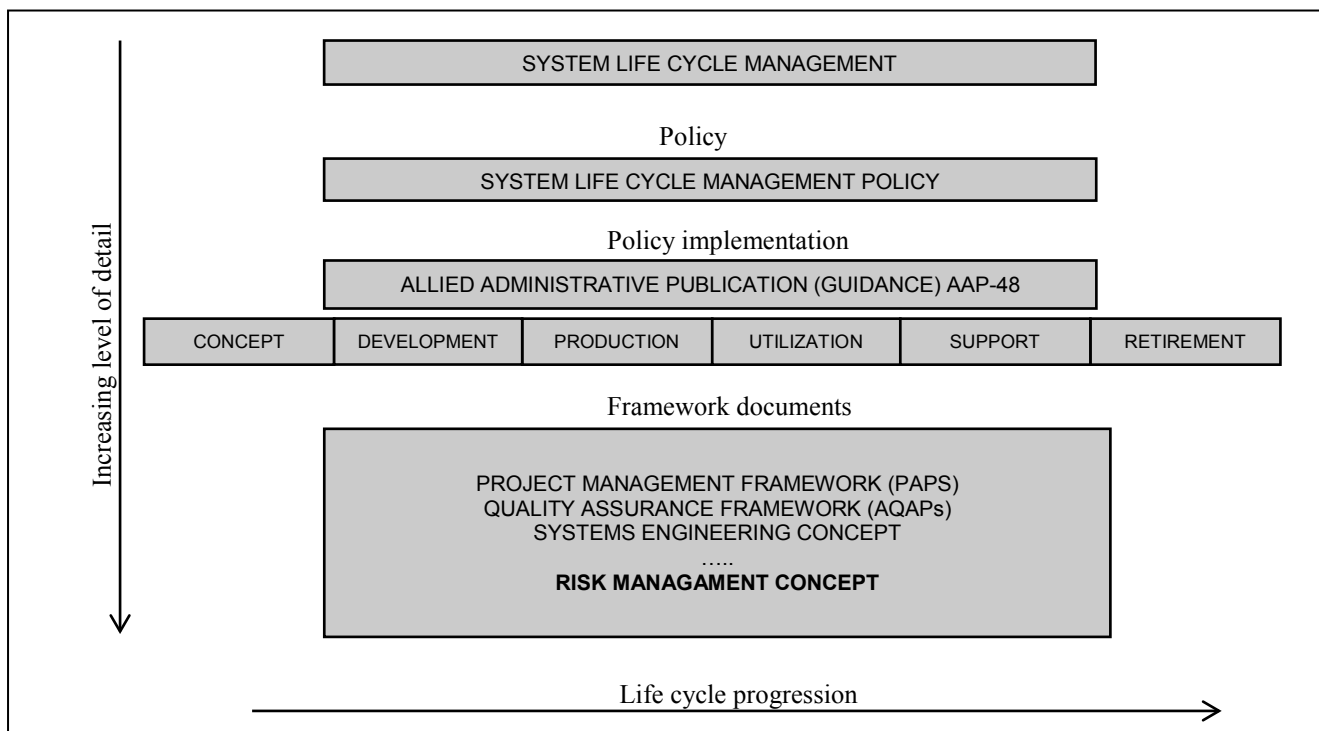 SYSTEM LIFE CYCLE MANAGEMENT
Policy
SYSTEM LIFE CYCLE MANAGEMENT POLICY
Policy implementation
ALLIED ADMINISTRATIVE PUBLICATION (GUIDANCE) AAP-48
CONCEPT DEVELOPMENT PRODUCTION UTILIZATION SUPPORT RETIREMENT
Framework documents
PROJECT MANAGEMENT FRAMEWORK (PAPS)
QUALITY ASSURANCE FRAMEWORK (AQAPs)
SYSTEMS ENGINEERING CONCEPT
…..
RISK MANAGAMENT CONCEPT
Increasing level of detail
Life cycle progression